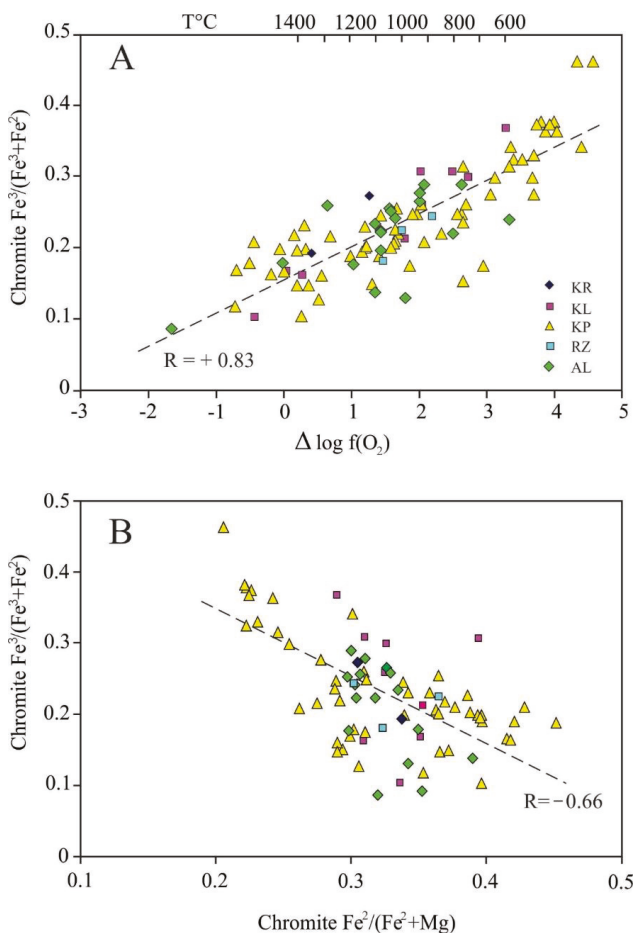 T°C 1400 1200 1000 800 600
A
0.5
0.4
0.3
0.2
0.1
0
Chromite Fe³/(Fe³+Fe²)
KR
KL
KP
RZ
AL
R = + 0.83
-3 -2 -1 0 1 2 3 4 5
Δ log f(O₂)
B
0.5
0.4
0.3
0.2
0.1
0
Chromite Fe³/(Fe³+Fe²)
R=−0.66
0.1 0.2 0.3 0.4 0.5
Chromite Fe²/(Fe²+Mg)